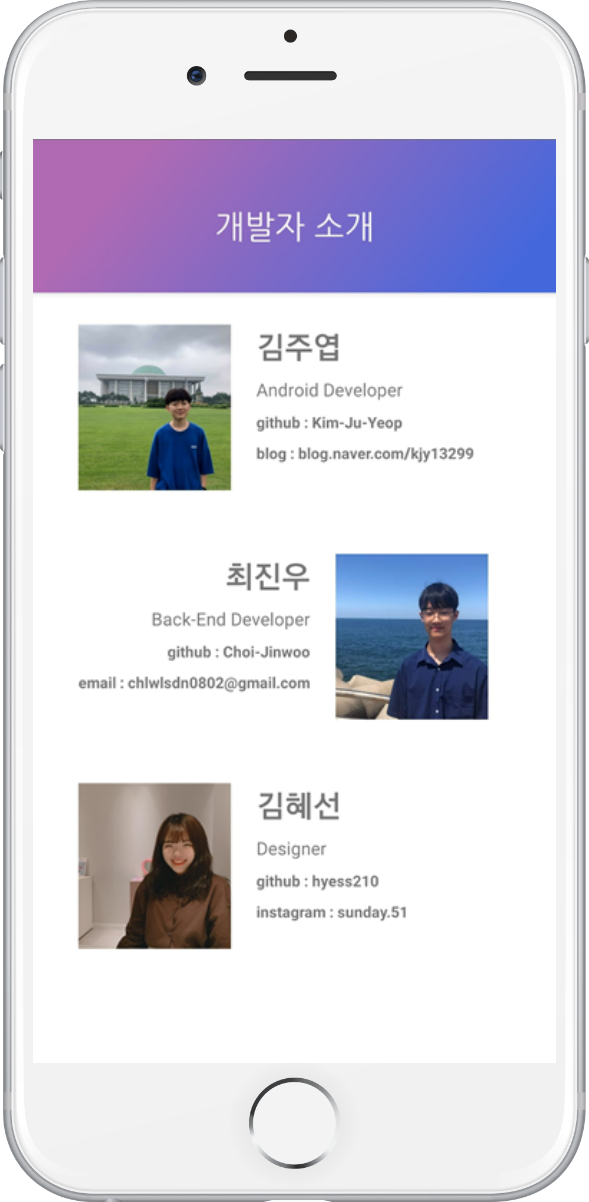 개발자 소개
김주엽
Android Developer
github : Kim-Ju-Yeop
blog : blog.naver.com/kjy13299
최진우
Back-End Developer
github : Choi-Jinwoo
email : chlwlsdn0802@gmail.com
김혜선
Designer
github : hyess210
instagram : sunday.51